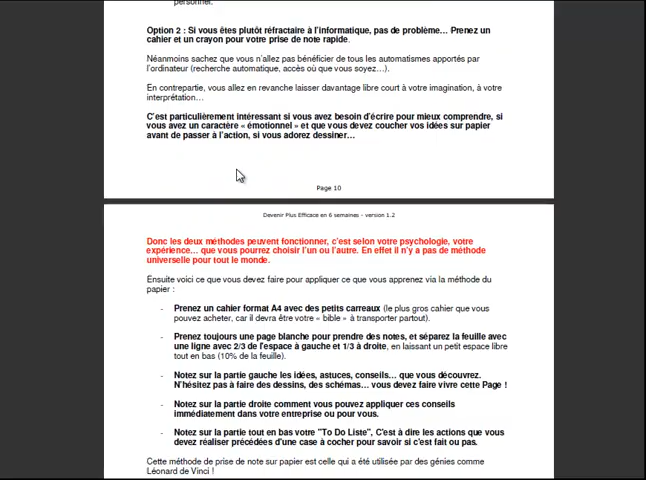 personnel.
Option 2 : Si vous êtes plutôt réfractaire à l'informatique, pas de problème… Prenez un
cahier et un crayon pour votre prise de note rapide.
Néanmoins sachez que vous n'allez pas bénéficier de tous les automatismes apportés par
l'ordinateur (recherche automatique, accès où que vous soyez…).
En contrepartie, vous allez en revanche laisser davantage libre court à votre imagination, à votre
interprétation…
C'est particulièrement intéressant si vous avez besoin d'écrire pour mieux comprendre, si
vous avez un caractère « émotionnel » et que vous devez coucher vos idées sur papier
avant de passer à l'action, si vous adorez dessiner…
Page 10
Devenir Plus Efficace en 6 semaines – version 1.2
Donc les deux méthodes peuvent fonctionner, c'est selon votre psychologie, votre
expérience… que vous pourrez choisir l'un ou l'autre. En effet il n'y a pas de méthode
universelle pour tout le monde.
Ensuite voici ce que vous devez faire pour appliquer ce que vous apprenez via la méthode du
papier :
- Prenez un cahier format A4 avec des petits carreaux (le plus gros cahier que vous
pouvez acheter, car il devra être votre « bible » à transporter partout).
- Prenez toujours une page blanche pour prendre des notes, et séparez la feuille avec
une ligne avec 2/3 de l'espace à gauche et 1/3 à droite, en laissant un petit espace libre
tout en bas (10% de la feuille).
- Notez sur la partie gauche les idées, astuces, conseils… que vous découvrez.
N'hésitez pas à faire des dessins, des schémas… vous devez faire vivre cette Page !
- Notez sur la partie droite comment vous pouvez appliquer ces conseils
immédiatement dans votre entreprise ou pour vous.
- Notez sur la partie tout en bas votre "To Do Liste", C'est à dire les actions que vous
devez réaliser précédées d'une case à cocher pour savoir si c'est fait ou pas.
Cette méthode de prise de note sur papier est celle qui a été utilisée par des génies comme
Léonard de Vinci !